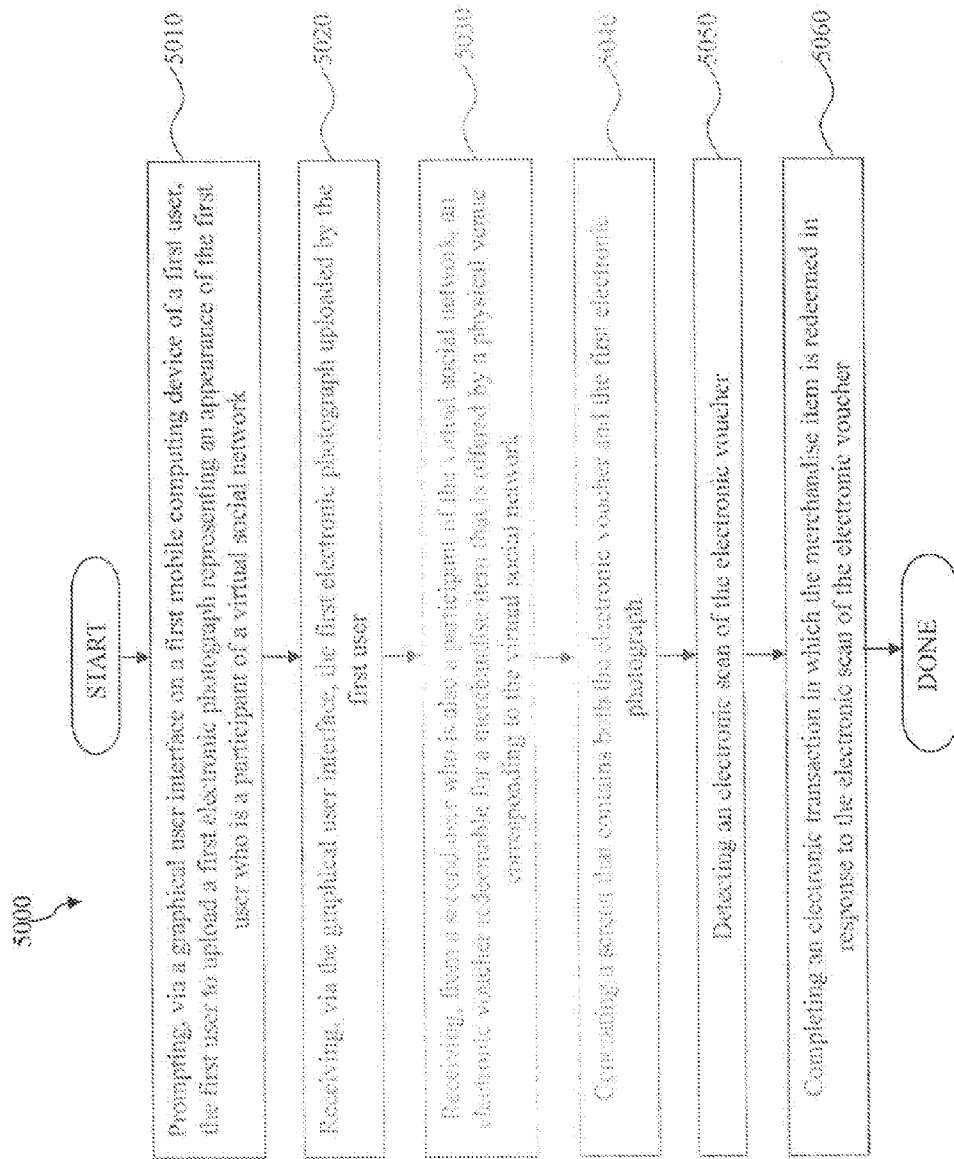 5000
START
Prompting, via a graphical user interface on a first mobile computing device of a first user,
the first user to upload a first electronic photograph representing an appearance of the first
user who is a participant of a virtual social network
5010
Receiving, via the graphical user interface, the first electronic photograph uploaded by the
first user
5020
Receiving, from a second user who is also a participant of the virtual social network, an
electronic voucher redeemable for a merchandise item that is offered by a physical venue
corresponding to the virtual social network
5030
Generating a screen that contains both the electronic voucher and the first electronic
photograph
5040
Detecting an electronic scan of the electronic voucher
5050
Completing an electronic transaction in which the merchandise item is redeemed in
response to the electronic scan of the electronic voucher
5060
DONE